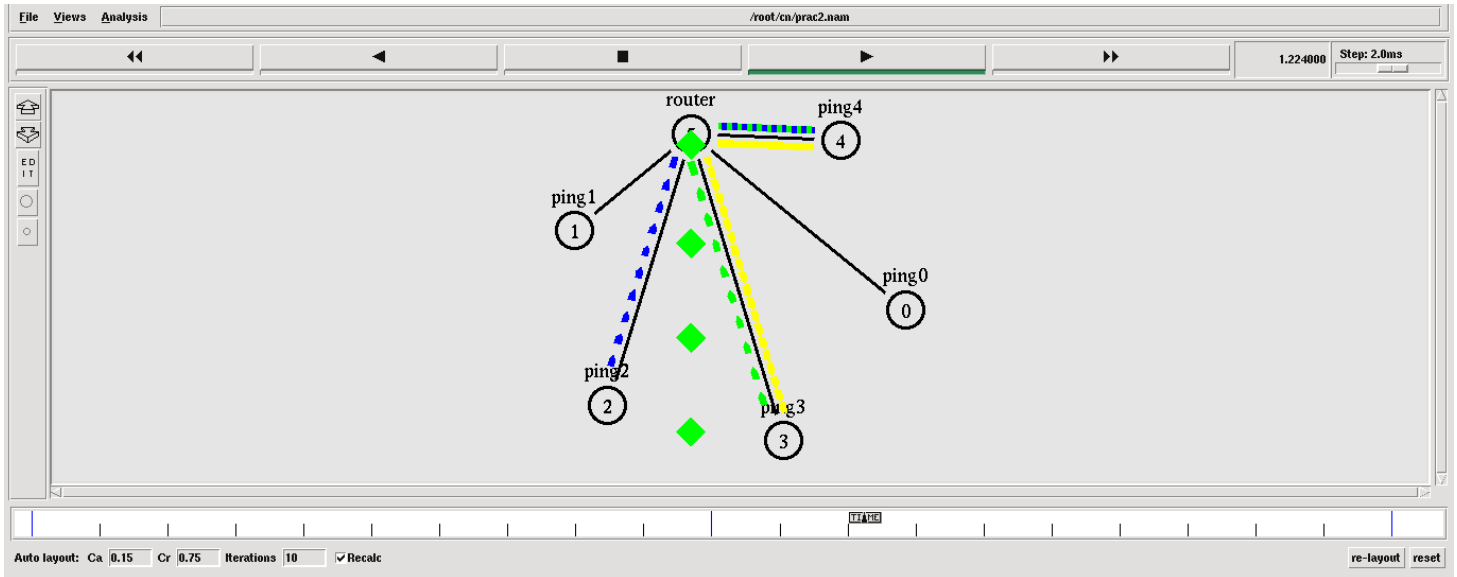 File Views Analysis /root/cn/prac2.nam
1.224000 Step: 2.0ms
ED
IT
router
ping4
4
ping1
1
ping0
0
ping2
2
ping3
3
TIME
Auto layout: Ca 0.15 Cr 0.75 Iterations 10 Recalc re-layout reset